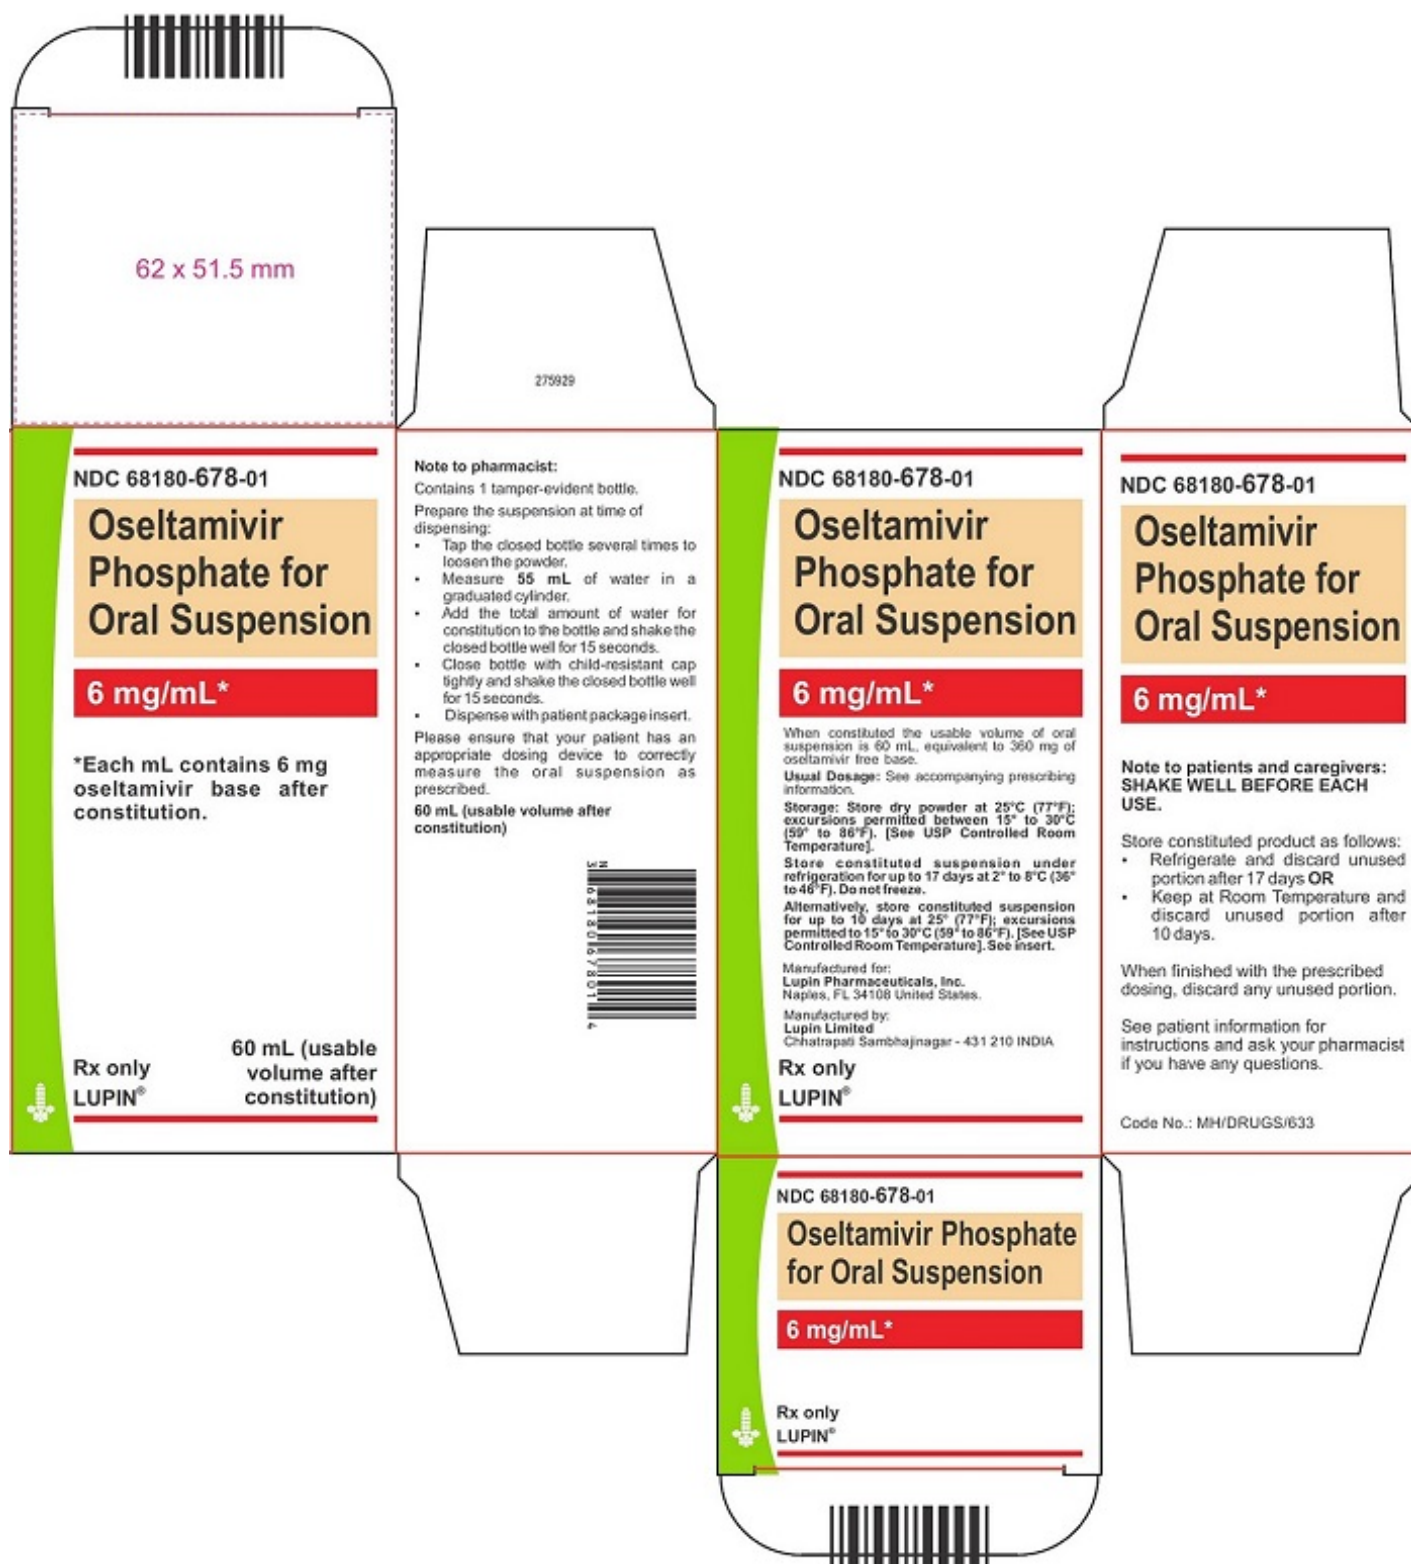 62 x 51.5 mm
275929
NDC 68180-678-01
Oseltamivir
Phosphate for
Oral Suspension
6 mg/mL*
*Each mL contains 6 mg
oseltamivir base after
constitution.
60 mL (usable
volume after
constitution)
Rx only
LUPIN®
Note to pharmacist:
Contains 1 tamper-evident bottle.
Prepare the suspension at time of
dispensing:
• Tap the closed bottle several times to
loosen the powder.
• Measure 55 mL of water in a
graduated cylinder.
• Add the total amount of water for
constitution to the bottle and shake the
closed bottle well for 15 seconds.
• Close bottle with child-resistant cap
tightly and shake the closed bottle well
for 15 seconds.
• Dispense with patient package insert.
Please ensure that your patient has an
appropriate dosing device to correctly
measure the oral suspension as
prescribed.
60 mL (usable volume after
constitution)
N
3 68180 67801 4
NDC 68180-678-01
Oseltamivir
Phosphate for
Oral Suspension
6 mg/mL*
When constituted the usable volume of oral
suspension is 60 mL, equivalent to 360 mg of
oseltamivir free base.
Usual Dosage: See accompanying prescribing
information.
Storage: Store dry powder at 25°C (77°F);
excursions permitted between 15° to 30°C
(59° to 86°F). [See USP Controlled Room
Temperature].
Store constituted suspension under
refrigeration for up to 17 days at 2° to 8°C (36°
to 46°F). Do not freeze.
Alternatively, store constituted suspension
for up to 10 days at 25° (77°F); excursions
permitted to 15° to 30°C (59° to 86°F). [See USP
Controlled Room Temperature]. See insert.
Manufactured for:
Lupin Pharmaceuticals, Inc.
Naples, FL 34108 United States.
Manufactured by:
Lupin Limited
Chhatrapati Sambhajinagar - 431 210 INDIA
Rx only
LUPIN®
NDC 68180-678-01
Oseltamivir
Phosphate for
Oral Suspension
6 mg/mL*
Note to patients and caregivers:
SHAKE WELL BEFORE EACH
USE.
Store constituted product as follows:
• Refrigerate and discard unused
portion after 17 days OR
• Keep at Room Temperature and
discard unused portion after
10 days.
When finished with the prescribed
dosing, discard any unused portion.
See patient information for
instructions and ask your pharmacist
if you have any questions.
Code No.: MH/DRUGS/633
NDC 68180-678-01
Oseltamivir Phosphate
for Oral Suspension
6 mg/mL*
Rx only
LUPIN®